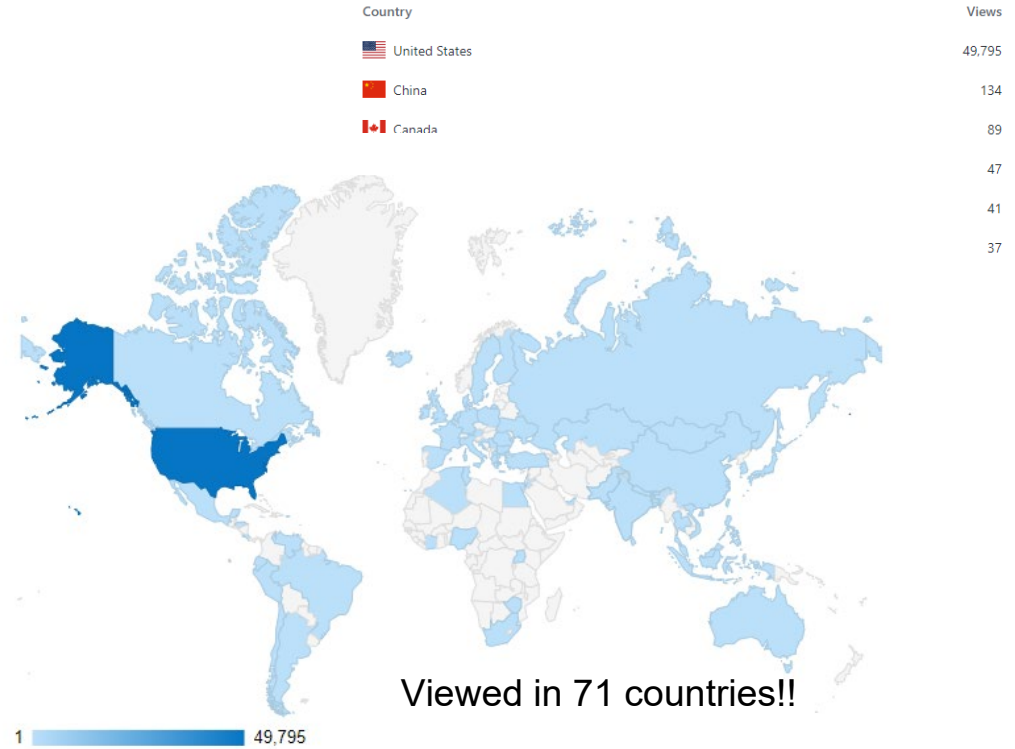 Country Views
United States 49,795
China 134
Canada 89
47
41
37
Viewed in 71 countries!!
1 49,795